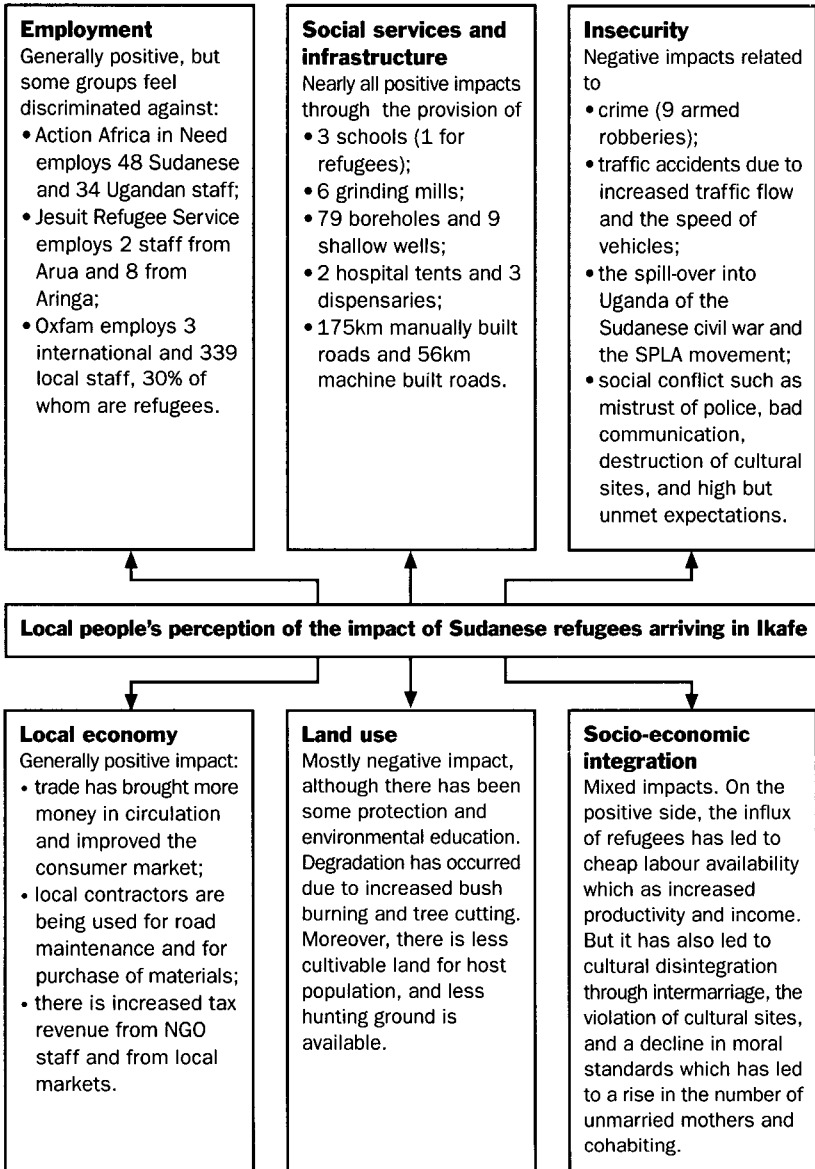 Employment
Generally positive, but
some groups feel
discriminated against:
• Action Africa in Need
employs 48 Sudanese
and 34 Ugandan staff;
• Jesuit Refugee Service
employs 2 staff from
Arua and 8 from
Aringa;
• Oxfam employs 3
international and 339
local staff, 30% of
whom are refugees.
Social services and
infrastructure
Nearly all positive impacts
through the provision of
• 3 schools (1 for
refugees);
• 6 grinding mills;
• 79 boreholes and 9
shallow wells;
• 2 hospital tents and 3
dispensaries;
• 175km manually built
roads and 56km
machine built roads.
Insecurity
Negative impacts related
to
• crime (9 armed
robberies);
• traffic accidents due to
increased traffic flow
and the speed of
vehicles;
• the spill-over into
Uganda of the
Sudanese civil war and
the SPLA movement;
• social conflict such as
mistrust of police, bad
communication,
destruction of cultural
sites, and high but
unmet expectations.
Local people's perception of the impact of Sudanese refugees arriving in Ikafe
Local economy
Generally positive impact:
• trade has brought more
money in circulation
and improved the
consumer market;
• local contractors are
being used for road
maintenance and for
purchase of materials;
• there is increased tax
revenue from NGO
staff and from local
markets.
Land use
Mostly negative impact,
although there has been
some protection and
environmental education.
Degradation has occurred
due to increased bush
burning and tree cutting.
Moreover, there is less
cultivable land for host
population, and less
hunting ground is
available.
Socio-economic
integration
Mixed impacts. On the
positive side, the influx
of refugees has led to
cheap labour availability
which as increased
productivity and income.
But it has also led to
cultural disintegration
through intermarriage, the
violation of cultural sites,
and a decline in moral
standards which has led
to a rise in the number of
unmarried mothers and
cohabiting.